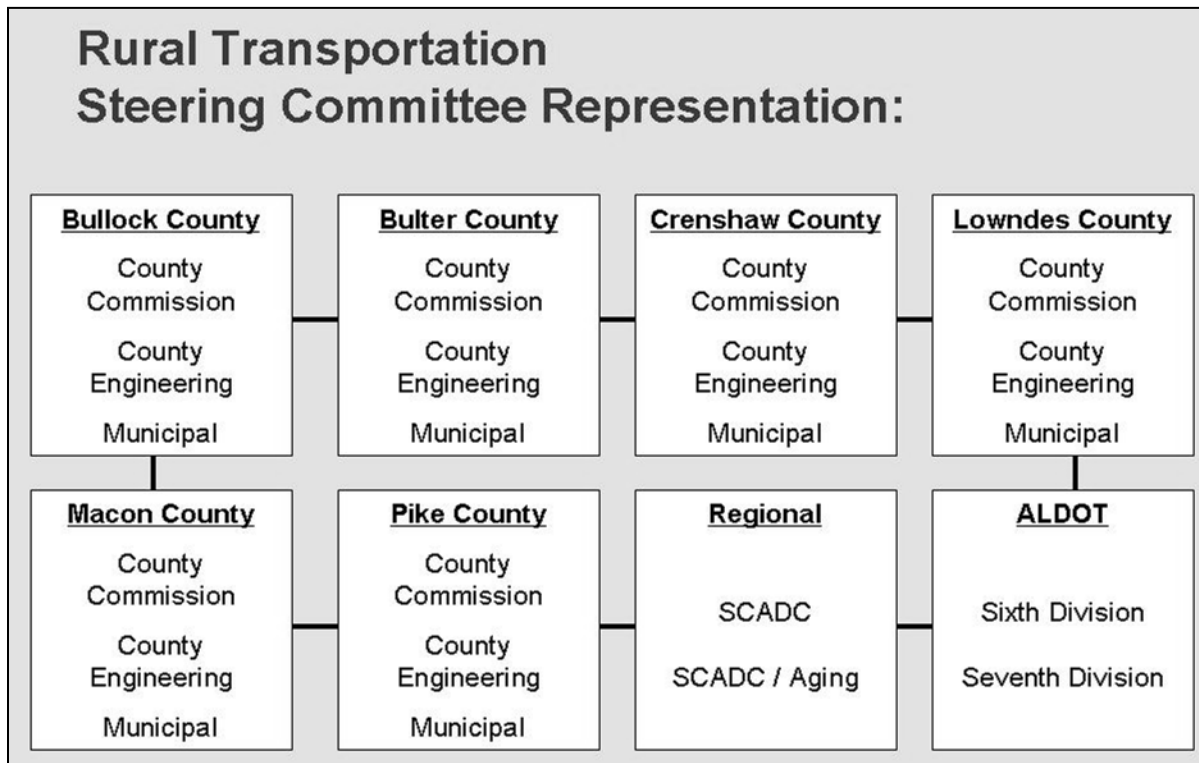 Rural Transportation
Steering Committee Representation:
Bullock County
County
Commission
County
Engineering
Municipal
Bulter County
County
Commission
County
Engineering
Municipal
Crenshaw County
County
Commission
County
Engineering
Municipal
Lowndes County
County
Commission
County
Engineering
Municipal
Macon County
County
Commission
County
Engineering
Municipal
Pike County
County
Commission
County
Engineering
Municipal
Regional
SCADC
SCADC / Aging
ALDOT
Sixth Division
Seventh Division